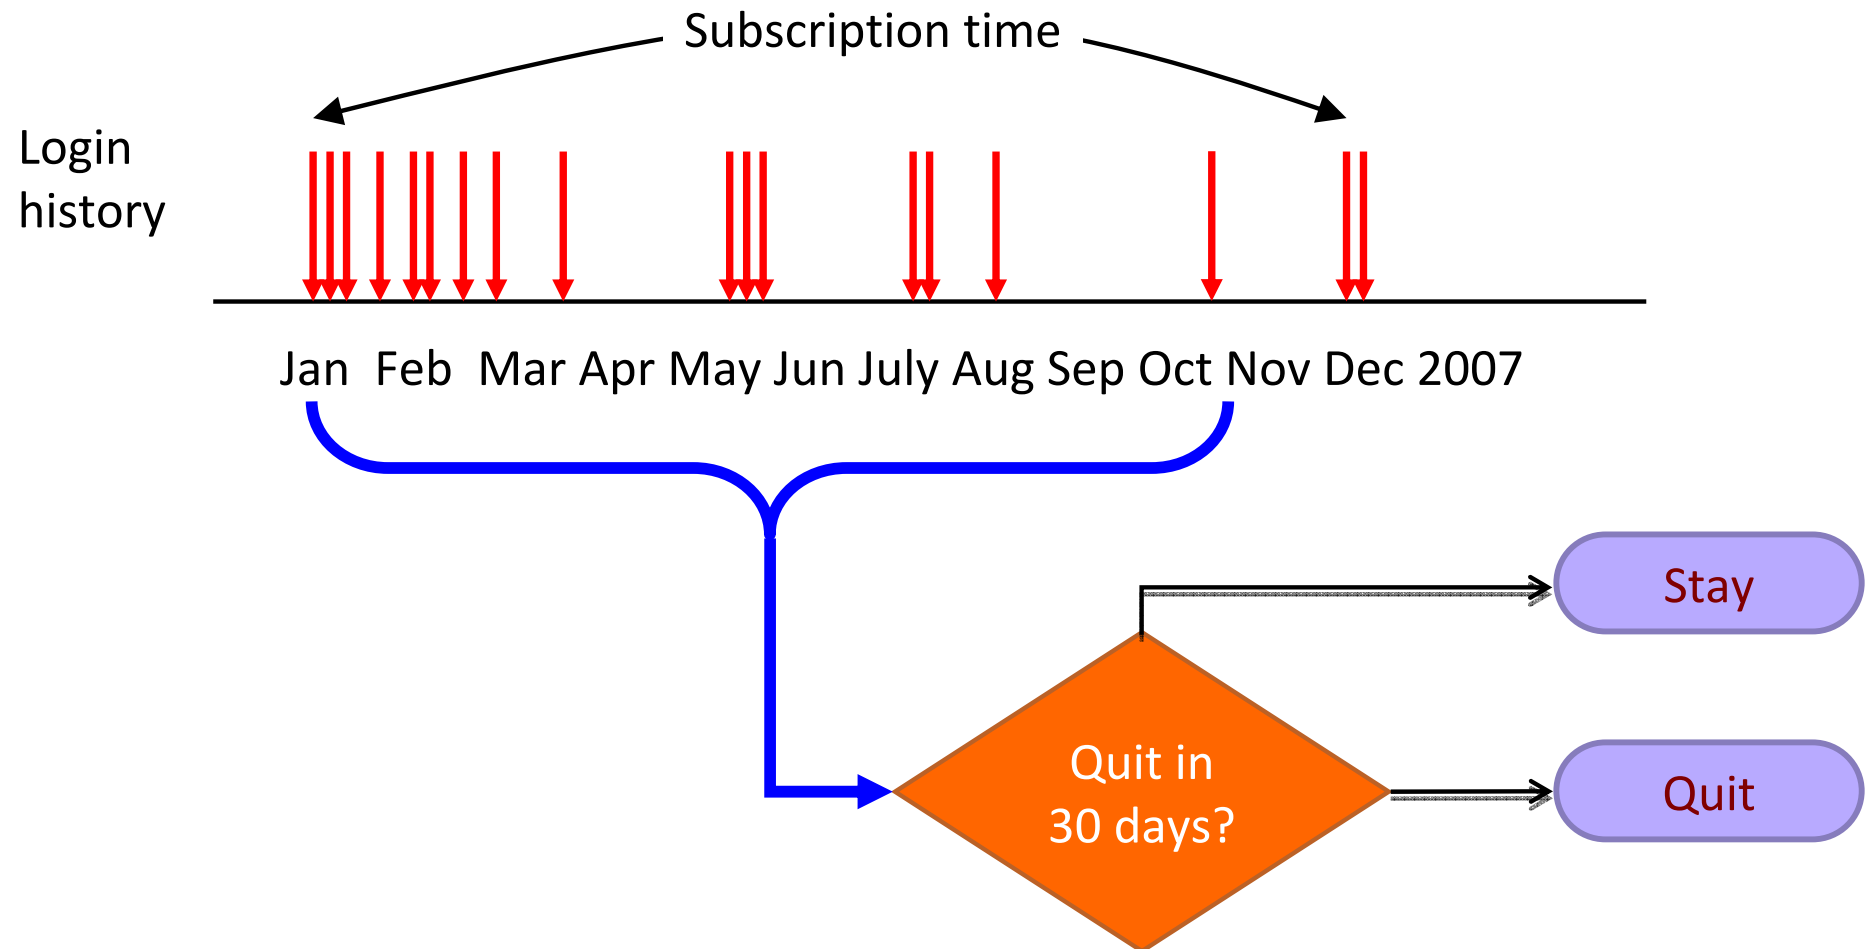 Subscription time
Login
history
Jan Feb Mar Apr May Jun July Aug Sep Oct Nov Dec 2007
Stay
Quit in
30 days?
Quit